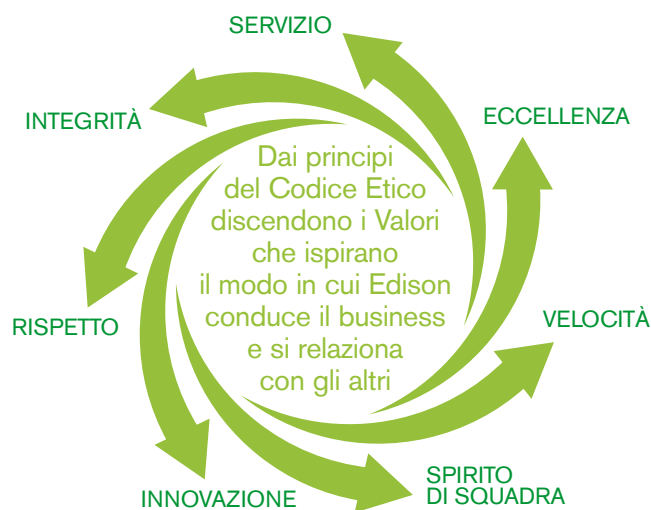 SERVIZIO
INTEGRITÀ
ECCELLENZA
Dai principi
del Codice Etico
discendono i Valori
che ispirano
il modo in cui Edison
conduce il business
e si relaziona
con gli altri
RISPETTO
VELOCITÀ
INNOVAZIONE
SPIRITO
DI SQUADRA